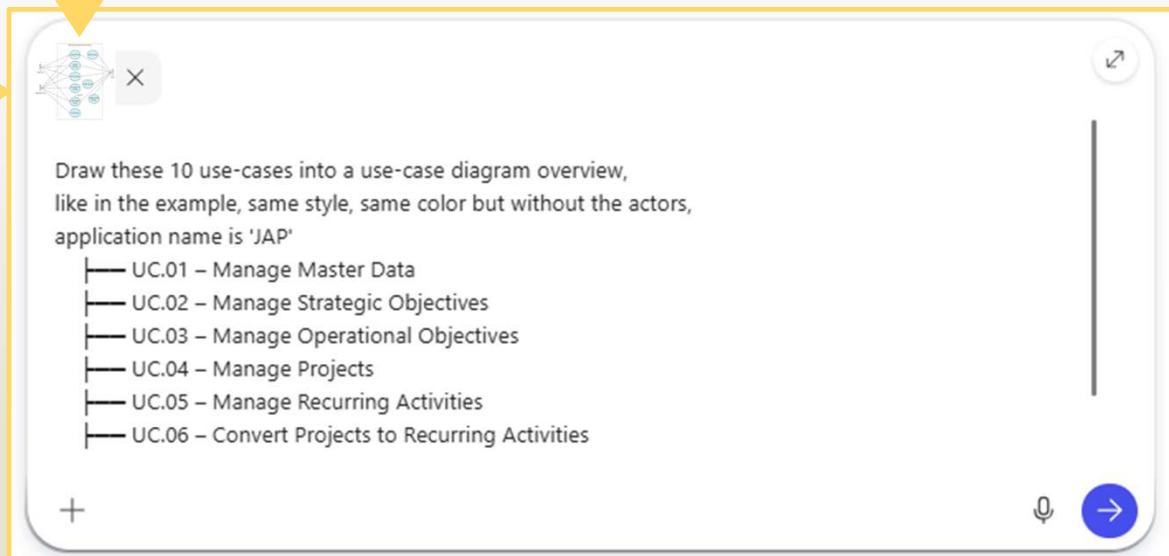 Draw these 10 use-cases into a use-case diagram overview,
like in the example, same style, same color but without the actors,
application name is 'JAP'
├── UC.01 – Manage Master Data
├── UC.02 – Manage Strategic Objectives
├── UC.03 – Manage Operational Objectives
├── UC.04 – Manage Projects
├── UC.05 – Manage Recurring Activities
├── UC.06 – Convert Projects to Recurring Activities